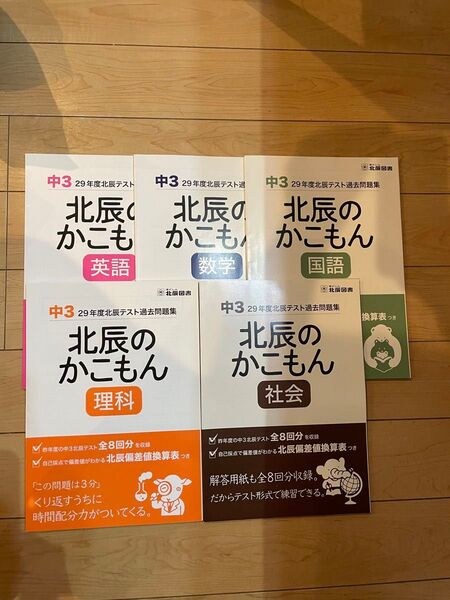 中3 29年度北辰テスト過去問題集
北辰の
かこもん
英語
中3 29年度北辰テスト過去問題集
北辰の
かこもん
数学
北辰図書
中3 29年度北辰テスト過去問題集
北辰の
かこもん
国語
換算表つき
北辰図書
中3 29年度北辰テスト過去問題集
北辰の
かこもん
理科
昨年度の中3北辰テスト全8回分を収録
自己採点で偏差値がわかる北辰偏差値換算表つき
「この問題は3分」
くり返すうちに
時間配分力がついてくる。
北辰図書
中3 29年度北辰テスト過去問題集
北辰の
かこもん
社会
昨年度の中3北辰テスト全8回分を収録
自己採点で偏差値がわかる北辰偏差値換算表つき
解答用紙も全8回分収録。
だからテスト形式で練習できる。